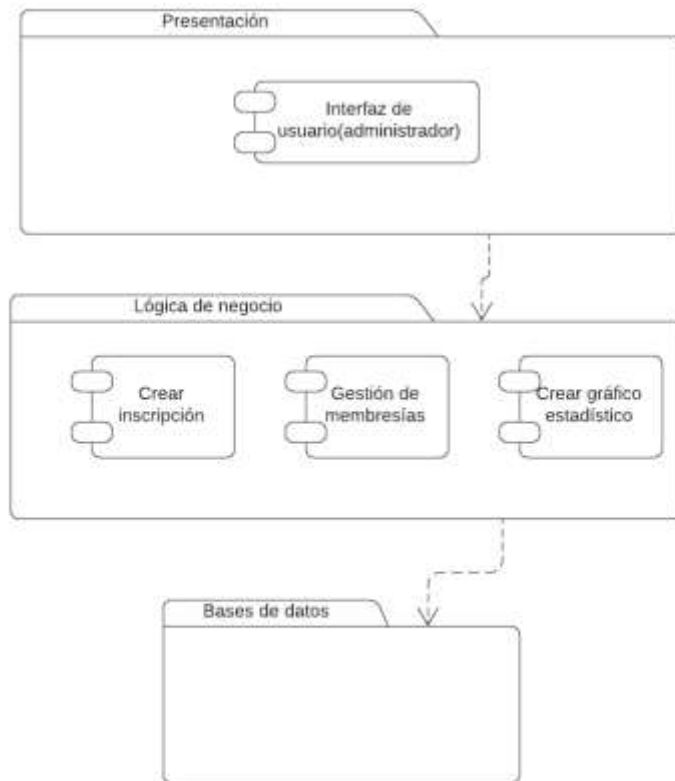 Presentación
Interfaz de
usuario(administrador)
Lógica de negocio
Crear
inscripción
Gestión de
membresías
Crear gráfico
estadístico
Bases de datos